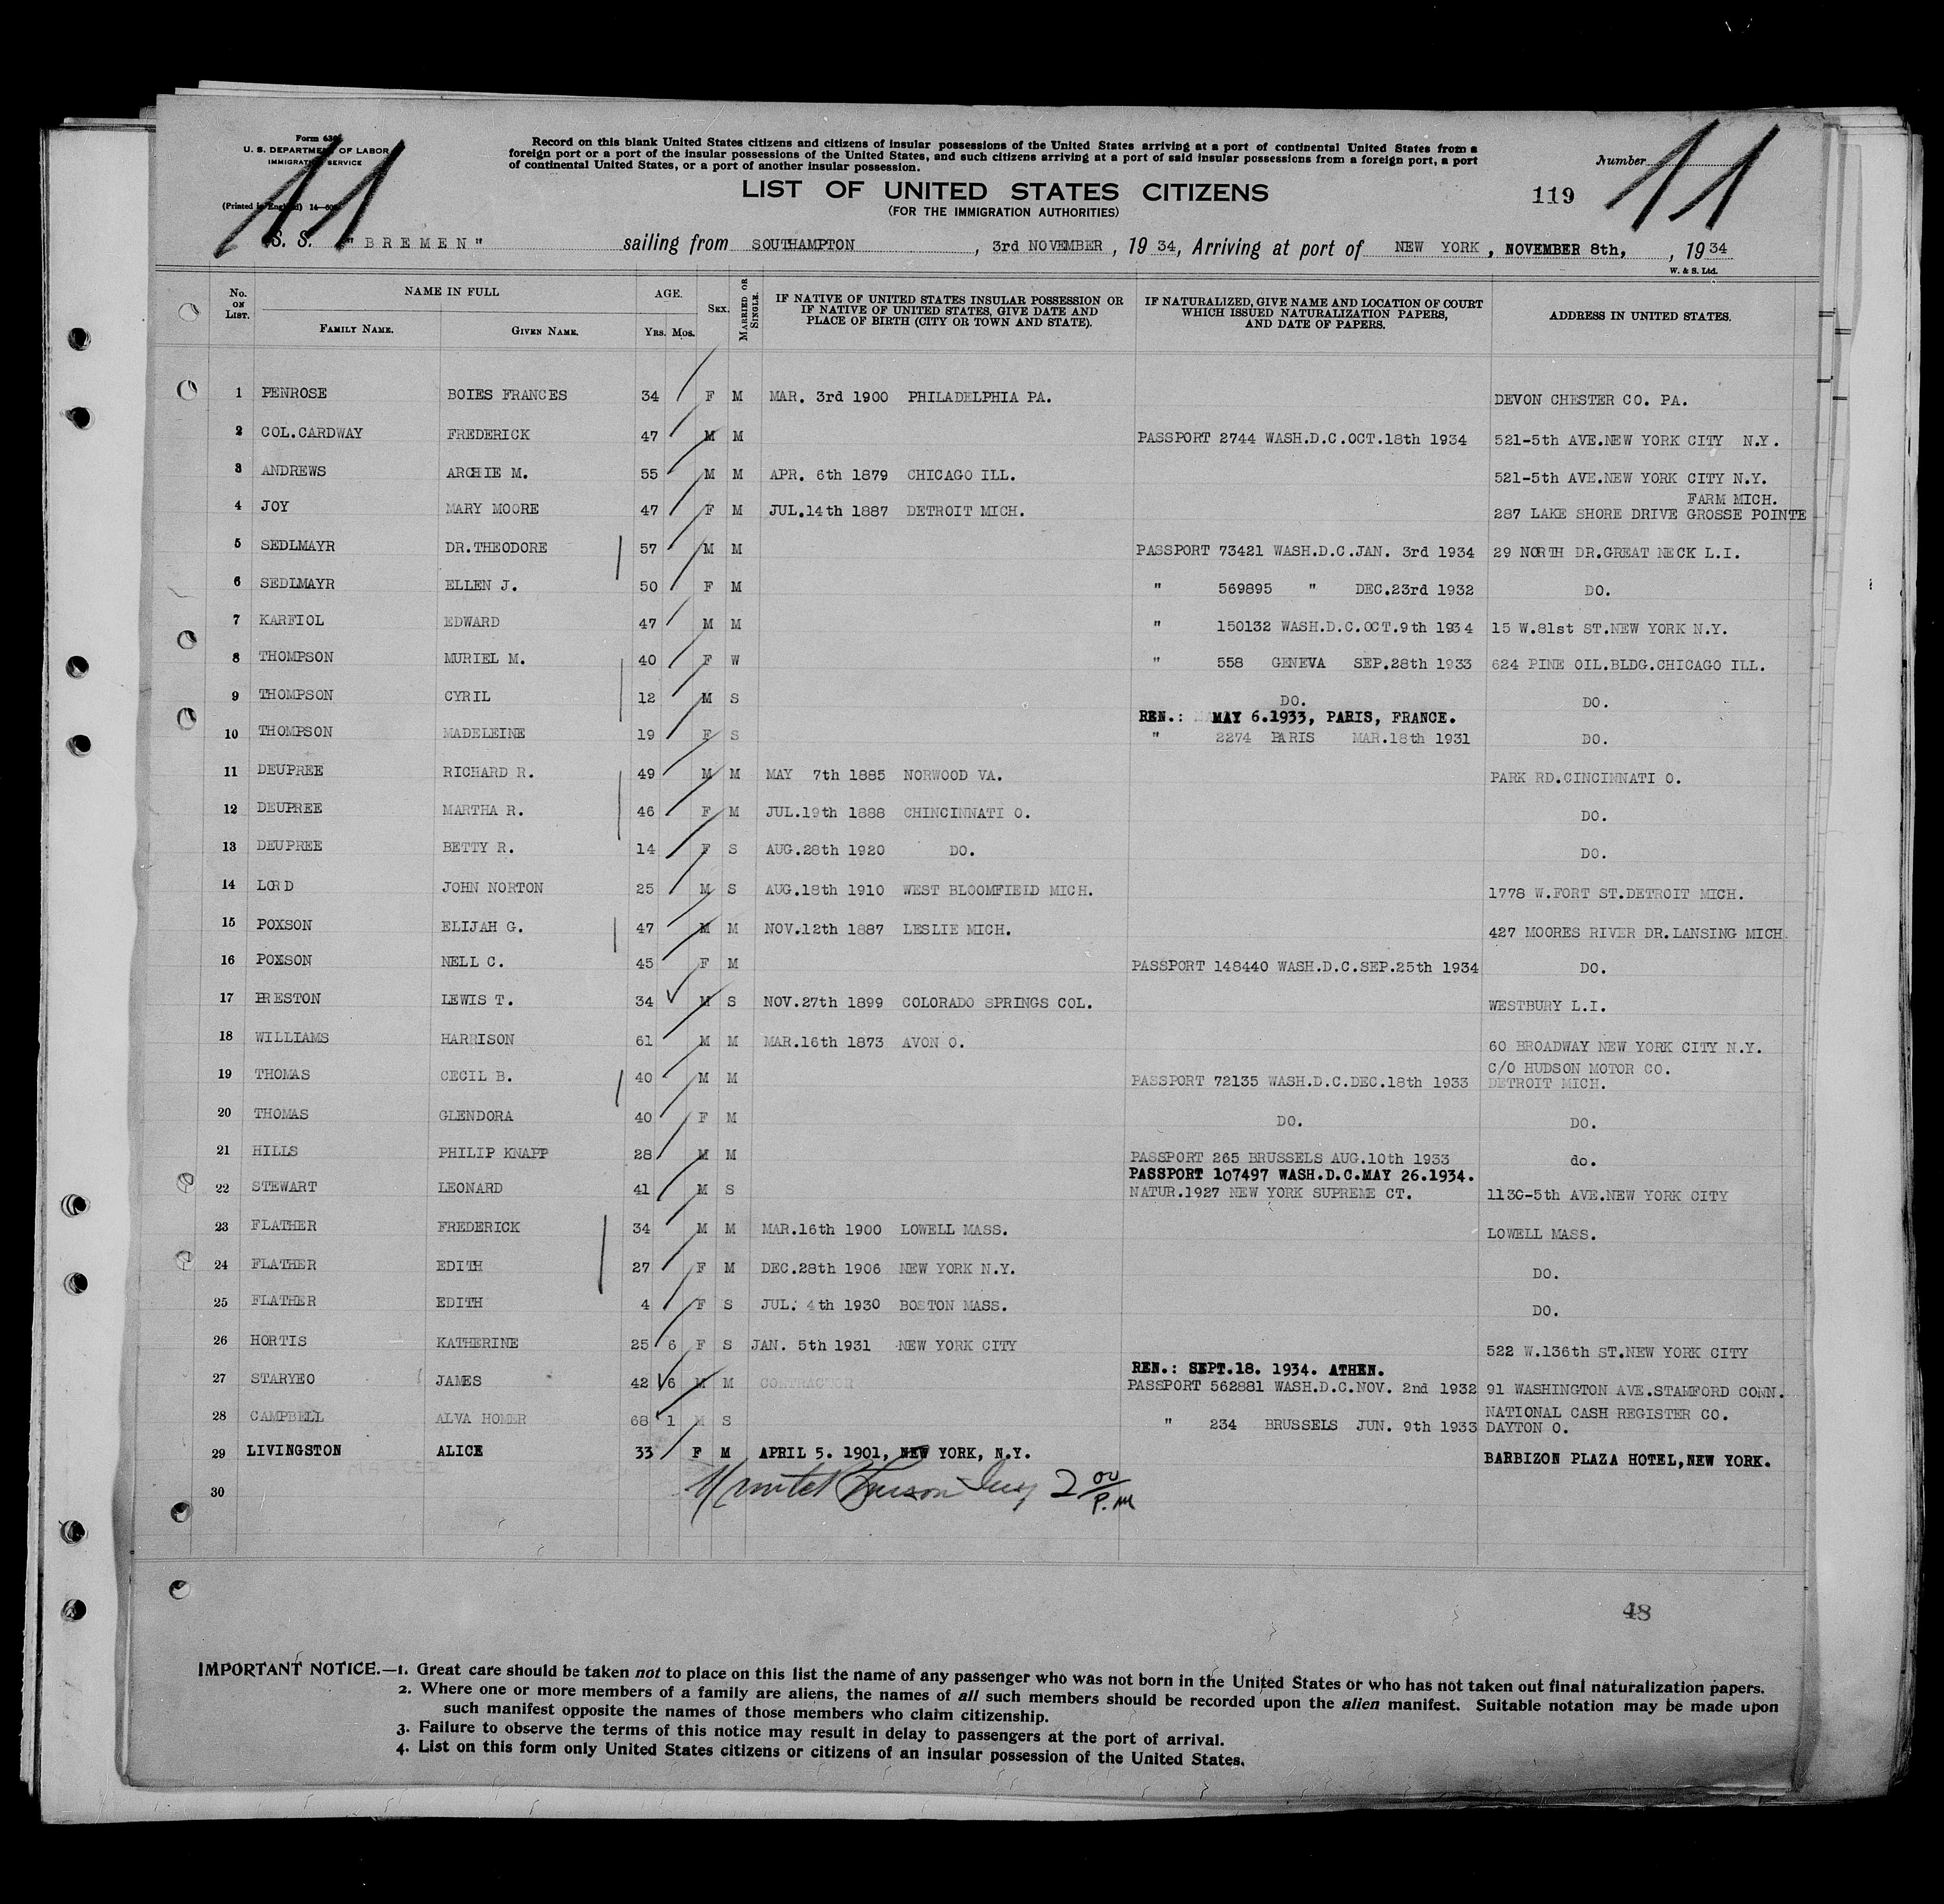 Form 630
U. S. DEPARTMENT OF LABOR
IMMIGRATION SERVICE
(Printed in England) 14—
11
Record on this blank United States citizens and citizens of insular possessions of the United States arriving at a port of continental United States from a
foreign port or a port of the insular possessions of the United States, and such citizens arriving at a port of said insular possessions from a foreign port, a port
of continental United States, or a port of another insular possession.
LIST OF UNITED STATES CITIZENS
(FOR THE IMMIGRATION AUTHORITIES)
119
Number 11
S. S. "BREMEN" sailing from SOUTHAMPTON, 3rd NOVEMBER, 1934, Arriving at port of NEW YORK, NOVEMBER 8th, , 1934
W. & S. Ltd.
No. ON LIST. NAME IN FULL FAMILY NAME. GIVEN NAME. AGE. YRS. MOS. SEX. MARRIED OR SINGLE. IF NATIVE OF UNITED STATES INSULAR POSSESSION OR IF NATIVE OF UNITED STATES, GIVE DATE AND PLACE OF BIRTH (CITY OR TOWN AND STATE). IF NATURALIZED, GIVE NAME AND LOCATION OF COURT WHICH ISSUED NATURALIZATION PAPERS, AND DATE OF PAPERS. ADDRESS IN UNITED STATES.
1 PENROSE BOIES FRANCES 34 F M MAR. 3rd 1900 PHILADELPHIA PA. DEVON CHESTER CO. PA.
2 COL.CARDWAY FREDERICK 47 M M PASSPORT 2744 WASH.D.C.OCT.18th 1934 521-5th AVE.NEW YORK CITY N.Y.
3 ANDREWS ARCHIE M. 55 M M APR. 6th 1879 CHICAGO ILL. 521-5th AVE.NEW YORK CITY N.Y.
FARM MICH.
4 JOY MARY MOORE 47 F M JUL.14th 1887 DETROIT MICH. 287 LAKE SHORE DRIVE GROSSE POINTE
5 SEDLMAYR DR.THEODORE 57 M M PASSPORT 73421 WASH.D.C.JAN. 3rd 1934 29 NORTH DR.GREAT NECK L.I.
6 SEDLMAYR ELLEN J. 50 F M " 569895 " DEC.23rd 1932 DO.
7 KARFIOL EDWARD 47 M M " 150132 WASH.D.C.OCT.9th 1934 15 W.81st ST.NEW YORK N.Y.
8 THOMPSON MURIEL M. 40 F W " 558 GENEVA SEP.28th 1933 624 PINE OIL.BLDG.CHICAGO ILL.
9 THOMPSON CYRIL 12 M S DO. DO.
REN.: MAY 6.1933, PARIS, FRANCE.
10 THOMPSON MADELEINE 19 F S " 2274 PARIS MAR.18th 1931 DO.
11 DEUPREE RICHARD R. 49 M M MAY 7th 1885 NORWOOD VA. PARK RD.CINCINNATI O.
12 DEUPREE MARTHA R. 46 F M JUL.19th 1888 CHINCINNATI O. DO.
13 DEUPREE BETTY R. 14 F S AUG.28th 1920 DO. DO.
14 LORD JOHN NORTON 25 M S AUG.18th 1910 WEST BLOOMFIELD MICH. 1778 W.FORT ST.DETROIT MICH.
15 POXSON ELIJAH G. 47 M M NOV.12th 1887 LESLIE MICH. 427 MOORES RIVER DR.LANSING MICH.
16 POXSON NELL C. 45 F M PASSPORT 148440 WASH.D.C.SEP.25th 1934 DO.
17 PRESTON LEWIS T. 34 M S NOV.27th 1899 COLORADO SPRINGS COL. WESTBURY L.I.
18 WILLIAMS HARRISON 61 M M MAR.16th 1873 AVON O. 60 BROADWAY NEW YORK CITY N.Y.
C/O HUDSON MOTOR CO.
19 THOMAS CECIL B. 40 M M PASSPORT 72135 WASH.D.C.DEC.18th 1933 DETROIT MICH.
20 THOMAS GLENDORA 40 F M DO. DO.
21 HILLS PHILIP KNAPP 28 M M PASSPORT 265 BRUSSELS AUG.10th 1933 do.
PASSPORT 107497 WASH.D.C.MAY 26.1934.
22 STEWART LEONARD 41 M S NATUR.1927 NEW YORK SUPREME CT. 1130-5th AVE.NEW YORK CITY
23 FLATHER FREDERICK 34 M M MAR.16th 1900 LOWELL MASS. LOWELL MASS.
24 FLATHER EDITH 27 F M DEC.28th 1906 NEW YORK N.Y. DO.
25 FLATHER EDITH 4 F S JUL. 4th 1930 BOSTON MASS. DO.
26 HORTIS KATHERINE 25 6 F S JAN. 5th 1931 NEW YORK CITY 522 W.136th ST.NEW YORK CITY
REN.: SEPT.18. 1934. ATHEN.
27 STARYEO JAMES 42 6 M M CONTRACTOR PASSPORT 562881 WASH.D.C.NOV. 2nd 1932 91 WASHINGTON AVE.STAMFORD CONN.
NATIONAL CASH REGISTER CO.
28 CAMPBELL ALVA HOMER 68 1 M S " 234 BRUSSELS JUN. 9th 1933 DAYTON O.
29 LIVINGSTON ALICE 33 F M APRIL 5. 1901, NEW YORK, N.Y. BARBIZON PLAZA HOTEL,NEW YORK.
30
2 00 P.M
48
IMPORTANT NOTICE.—1. Great care should be taken not to place on this list the name of any passenger who was not born in the United States or who has not taken out final naturalization papers.
2. Where one or more members of a family are aliens, the names of all such members should be recorded upon the alien manifest. Suitable notation may be made upon
such manifest opposite the names of those members who claim citizenship.
3. Failure to observe the terms of this notice may result in delay to passengers at the port of arrival.
4. List on this form only United States citizens or citizens of an insular possession of the United States.